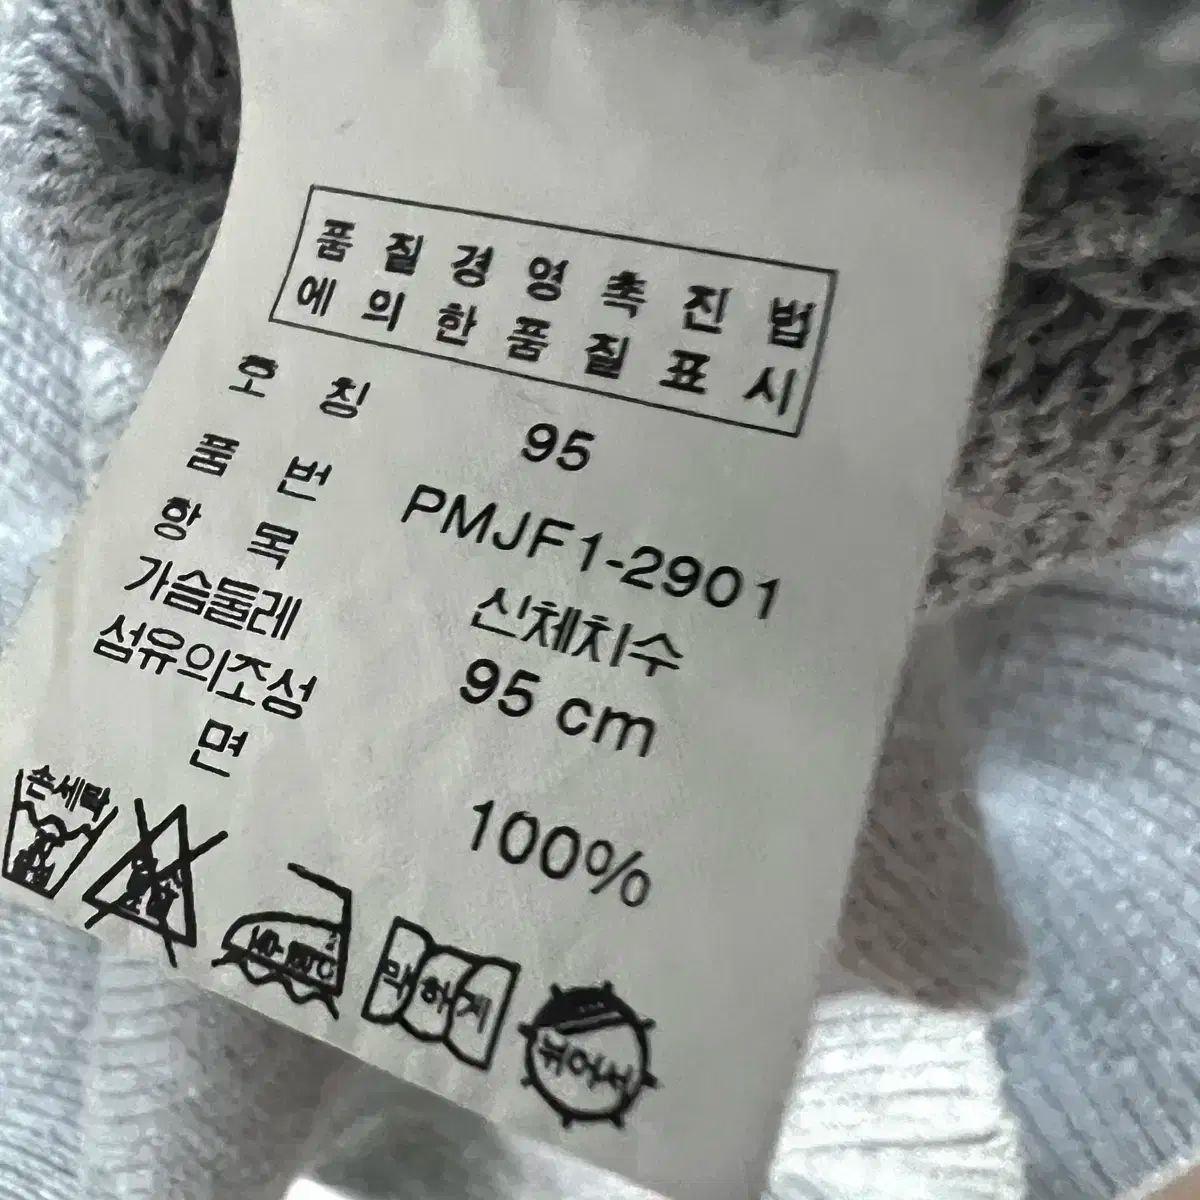 품질경영촉진법
에의한품질표시
호칭 95
품번 PMJF1-2901
항목 신체치수
가슴둘레 95 cm
섬유의조성
면 100%
손세탁
약하게
뉘어서